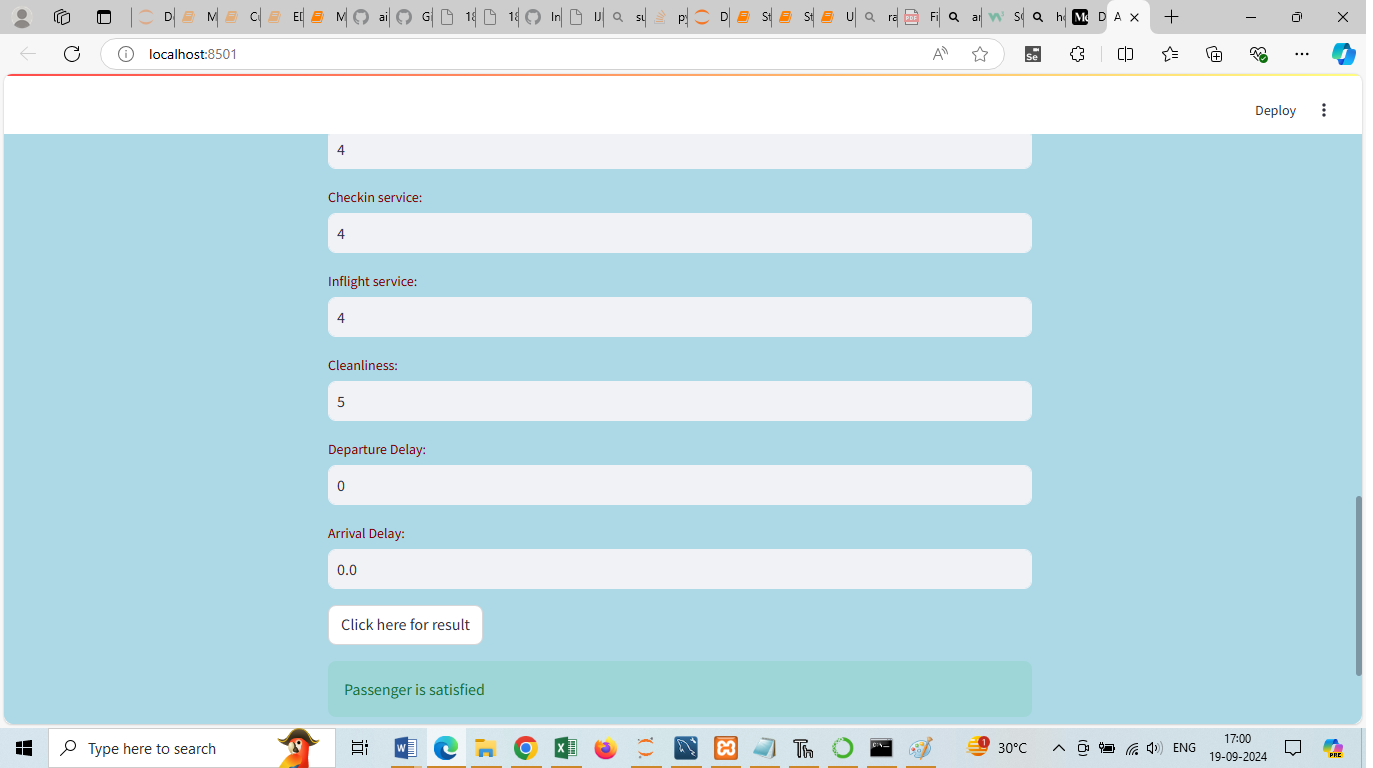 localhost:8501
Deploy
4
Checkin service:
4
Inflight service:
4
Cleanliness:
5
Departure Delay:
0
Arrival Delay:
0.0
Click here for result
Passenger is satisfied
Type here to search
30°C
ENG
17:00
19-09-2024